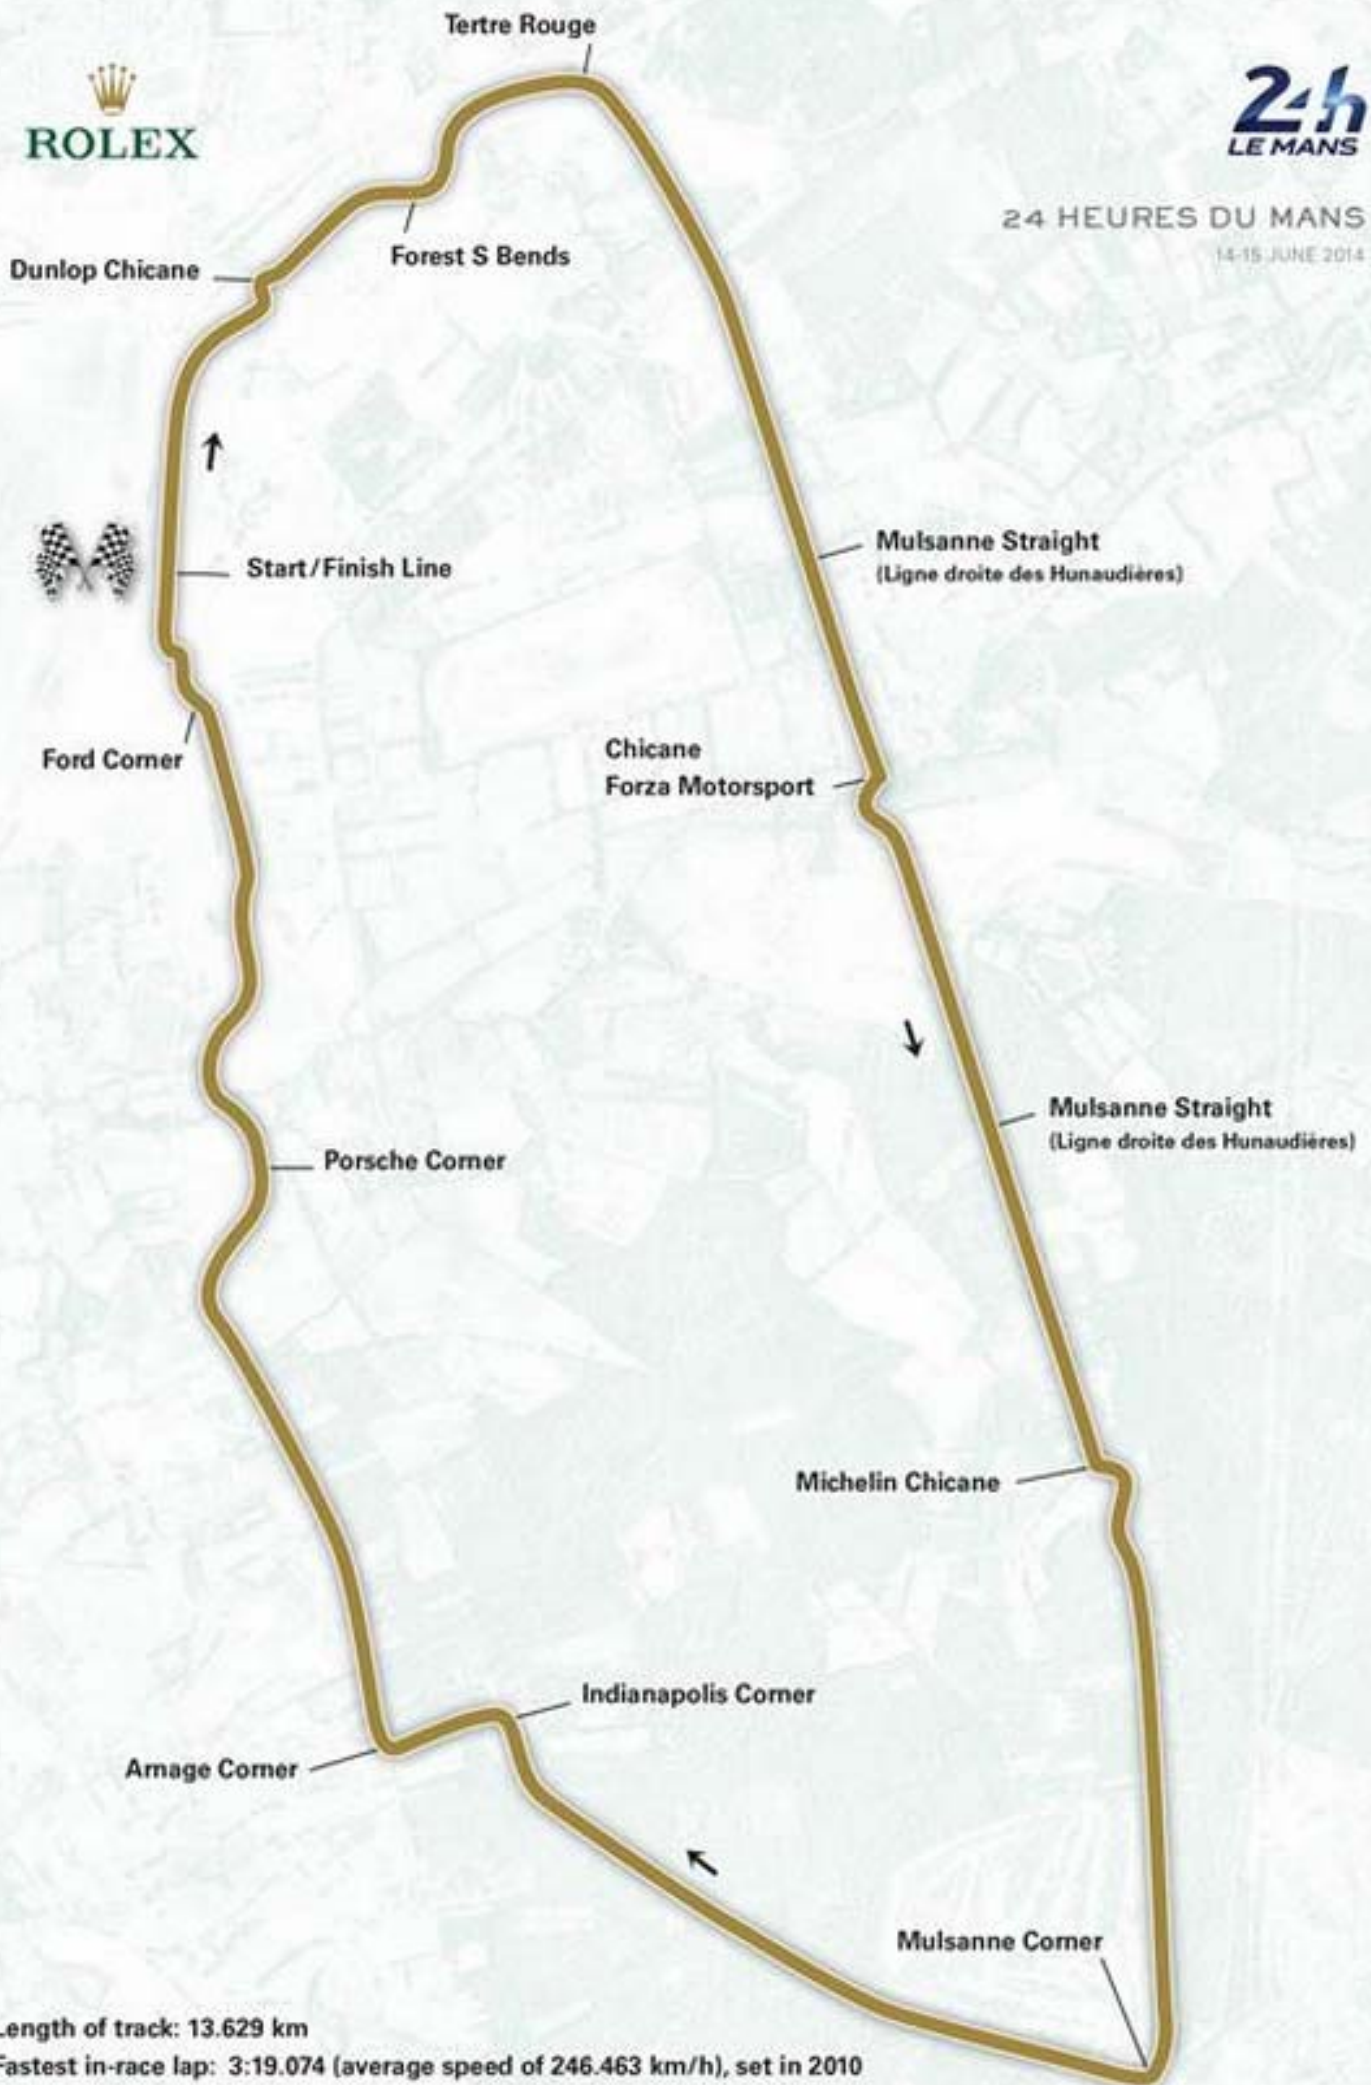 Tertre Rouge
ROLEX
24h
LE MANS
24 HEURES DU MANS
14-15 JUNE 2014
Forest S Bends
Dunlop Chicane
Mulsanne Straight
(Ligne droite des Hunaudières)
Start/Finish Line
Ford Corner
Chicane
Forza Motorsport
Mulsanne Straight
(Ligne droite des Hunaudières)
Porsche Corner
Michelin Chicane
Indianapolis Corner
Arnage Corner
Mulsanne Corner
Length of track: 13.629 km
Fastest in-race lap: 3:19.074 (average speed of 246.463 km/h), set in 2010